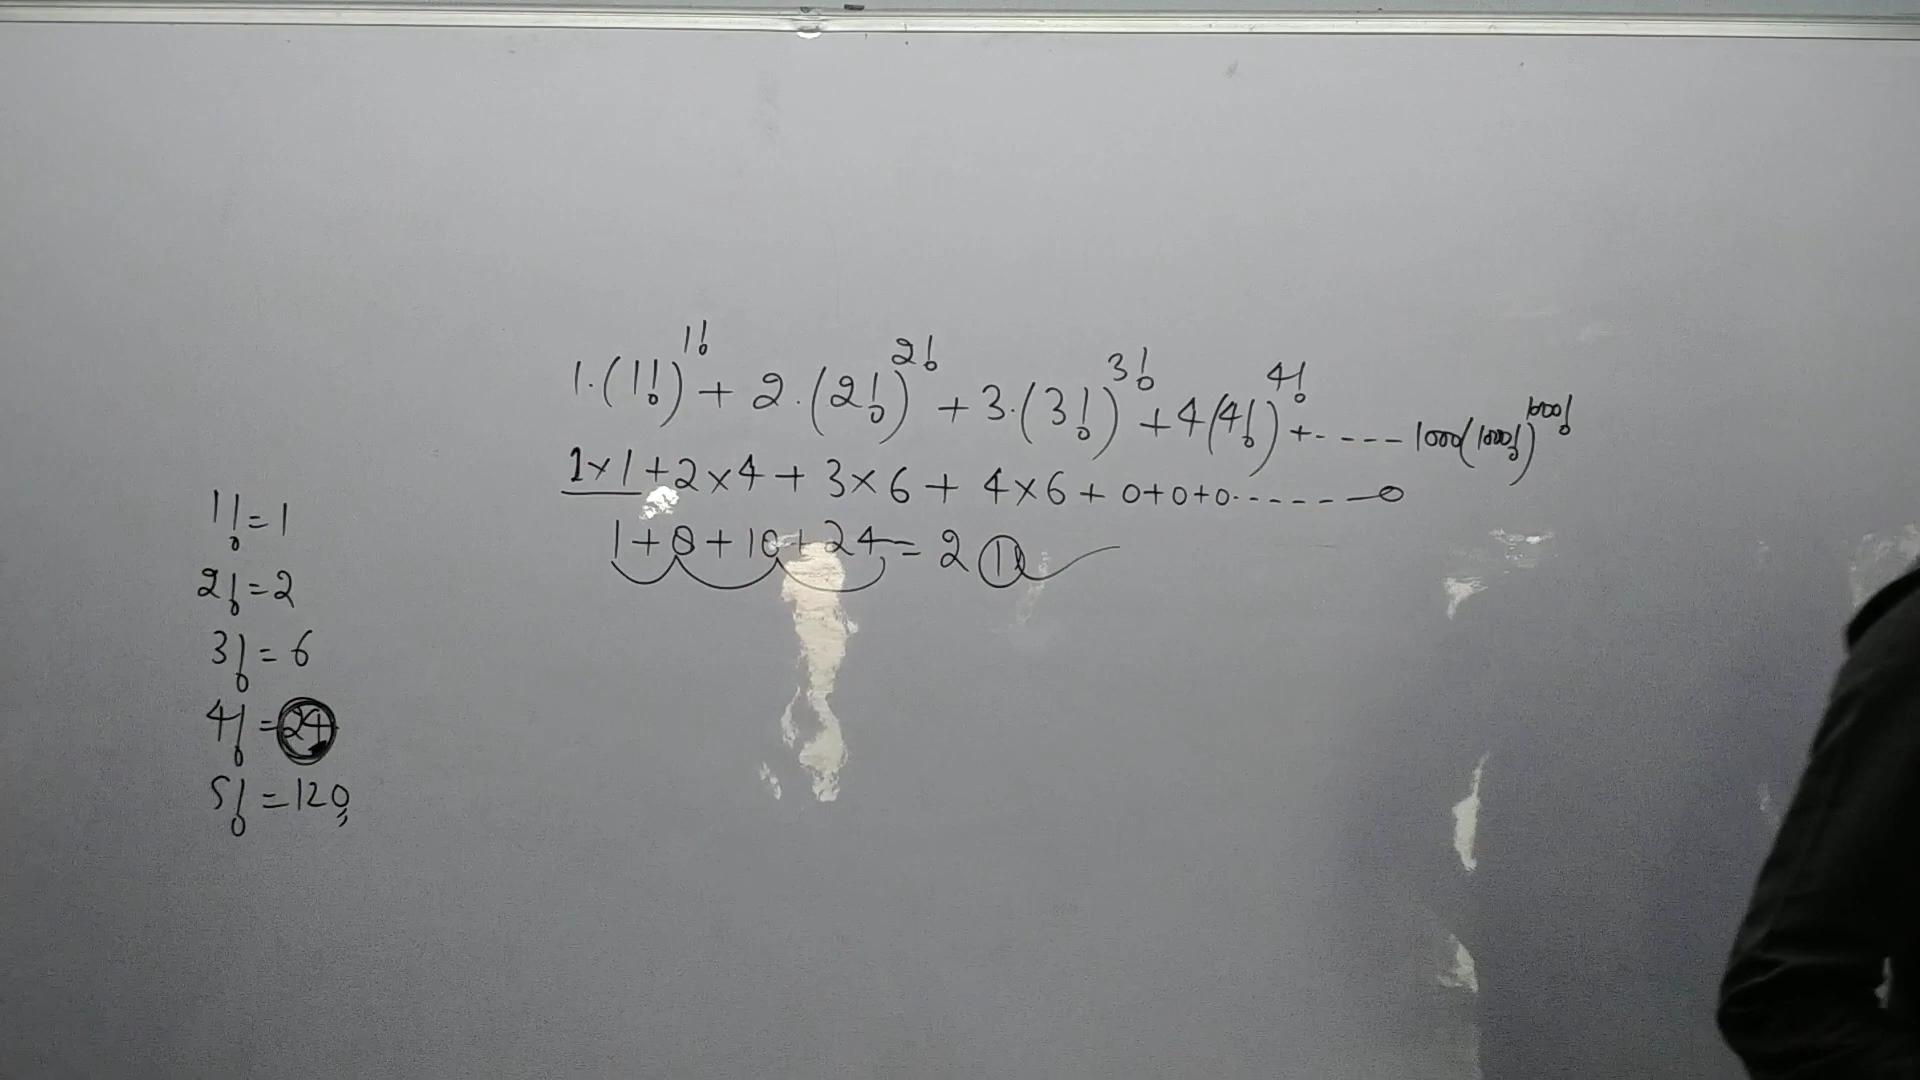 1.(1!)^1! + 2.(2!)^2! + 3.(3!)^3! + 4(4!)^4! + ---- 1000(1000!)^1000!
1×1 + 2×4 + 3×6 + 4×6 + 0+0+0------0
1+8+18+24 = 2①
1! = 1
2! = 2
3! = 6
4! = 24
5! = 120